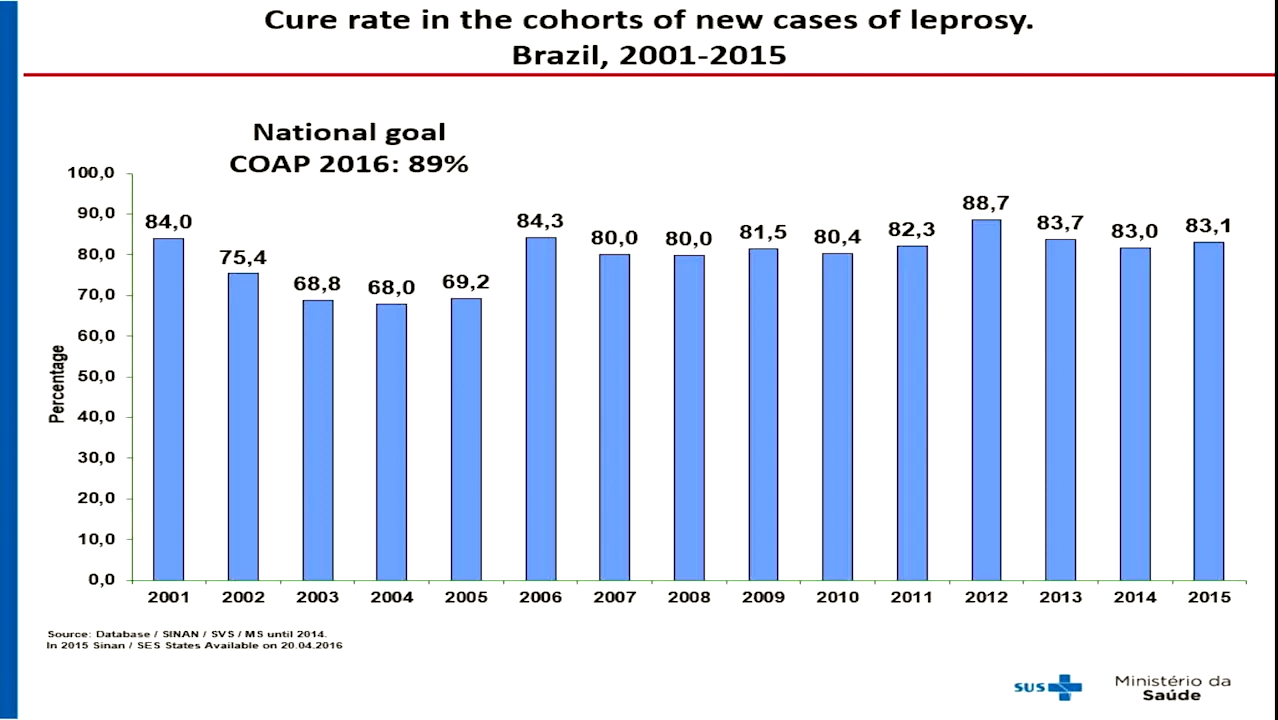 Cure rate in the cohorts of new cases of leprosy.
Brazil, 2001-2015
National goal
COAP 2016: 89%
Percentage
100,0
90,0
80,0
70,0
60,0
50,0
40,0
30,0
20,0
10,0
0,0
84,0
75,4
68,8
68,0
69,2
84,3
80,0
80,0
81,5
80,4
82,3
88,7
83,7
83,0
83,1
2001 2002 2003 2004 2005 2006 2007 2008 2009 2010 2011 2012 2013 2014 2015
Source: Database / SINAN / SVS / MS until 2014.
In 2015 Sinan / SES States Available on 20.04.2016
SUS
Ministério da
Saúde